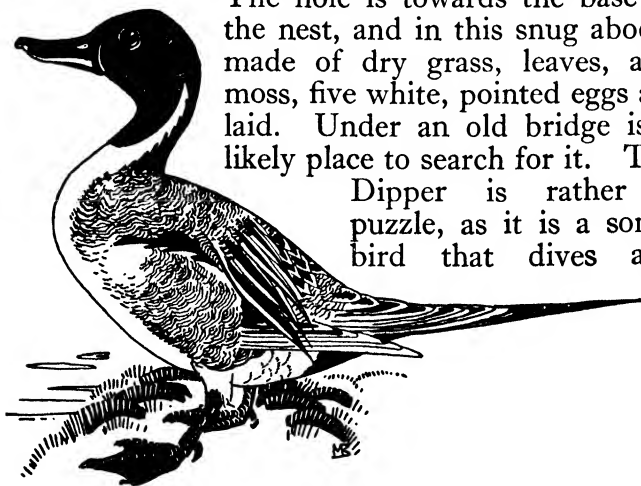 The hole is towards the base
the nest, and in this snug abo
made of dry grass, leaves, a
moss, five white, pointed eggs a
laid. Under an old bridge is
likely place to search for it. T
Dipper is rather
puzzle, as it is a son
bird that dives a